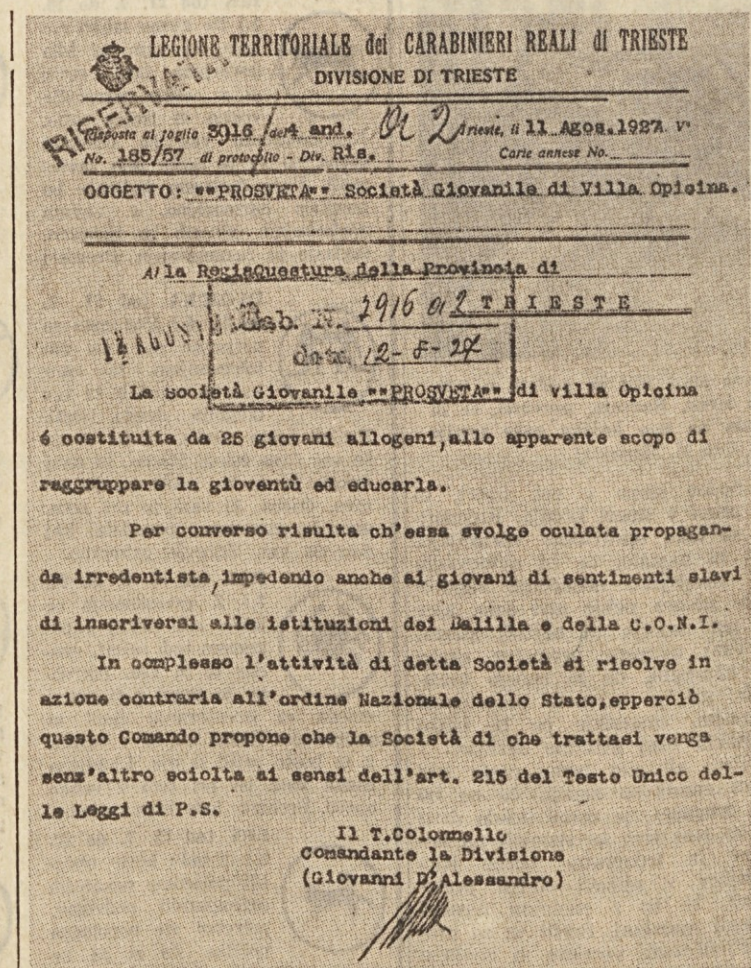 LEGIONE TERRITORIALE dei CARABINIERI REALI di TRIESTE
DIVISIONE DI TRIESTE
RISERVATA
Risposta al foglio 3916 del 4 and. A2 Trieste, li 11 Agos. 1927. Vº
No. 185/57 di protocollo - Div. Ris. Carte annesse No.
OGGETTO: ""PROSVETA"" Società Giovanile di Villa Opicina.
Alla RegiaQuestura della Provincia di
TRIESTE
Gab. N. 2916 A2
data 12-8-27
La Società Giovanile ""PROSVETA"" di villa Opicina
é costituita da 25 giovani allogeni,allo apparente scopo di
raggruppare la gioventù ed educarla.
Per converso risulta ch'essa svolge oculata propagan-
da irredentista,impedendo anche ai giovani di sentimenti slavi
di inscriversi alle istituzioni dei Balilla e della C.O.N.I.
In complesso l'attività di detta Società si risolve in
azione contraria all'ordine Nazionale dello Stato,epperciò
questo Comando propone che la Società di che trattasi venga
senz'altro sciolta ai sensi dell'art. 215 del Testo Unico del-
le Leggi di P.S.
Il T.Colonnello
Comandante la Divisione
(Giovanni D'Alessandro)